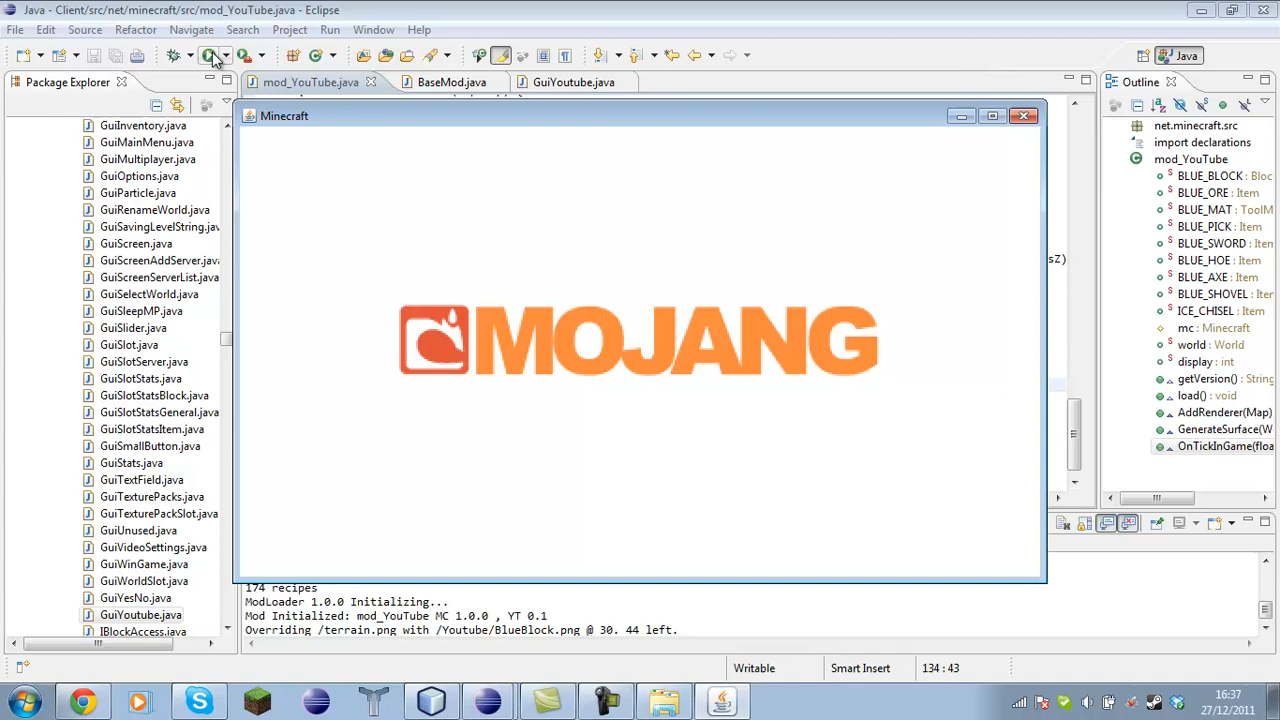 Java - Client/src/net/minecraft/src/mod_YouTube.java - Eclipse
File Edit Source Refactor Navigate Search Project Run Window Help
Java
Package Explorer
mod_YouTube.java
BaseMod.java
GuiYoutube.java
Outline
GuiInventory.java
GuiMainMenu.java
GuiMultiplayer.java
GuiOptions.java
GuiParticle.java
GuiRenameWorld.java
GuiSavingLevelString.jav
GuiScreen.java
GuiScreenAddServer.java
GuiScreenServerList.java
GuiSelectWorld.java
GuiSleepMP.java
GuiSlider.java
GuiSlot.java
GuiSlotServer.java
GuiSlotStats.java
GuiSlotStatsBlock.java
GuiSlotStatsGeneral.java
GuiSlotStatsItem.java
GuiSmallButton.java
GuiStats.java
GuiTextField.java
GuiTexturePacks.java
GuiTexturePackSlot.java
GuiUnused.java
GuiVideoSettings.java
GuiWinGame.java
GuiWorldSlot.java
GuiYesNo.java
GuiYoutube.java
IBlockAccess.java
Minecraft
MOJANG
sZ)
net.minecraft.src
import declarations
mod_YouTube
BLUE_BLOCK : Bloc
BLUE_ORE : Item
BLUE_MAT : ToolM
BLUE_PICK : Item
BLUE_SWORD : Item
BLUE_HOE : Item
BLUE_AXE : Item
BLUE_SHOVEL : Item
ICE_CHISEL : Item
mc : Minecraft
world : World
display : int
getVersion() : String
load() : void
AddRenderer(Map)
GenerateSurface(W
OnTickInGame(floa
174 recipes
ModLoader 1.0.0 Initializing...
Mod Initialized: mod_YouTube MC 1.0.0 , YT 0.1
Overriding /terrain.png with /Youtube/BlueBlock.png @ 30. 44 left.
Writable
Smart Insert
134 : 43
16:37
27/12/2011